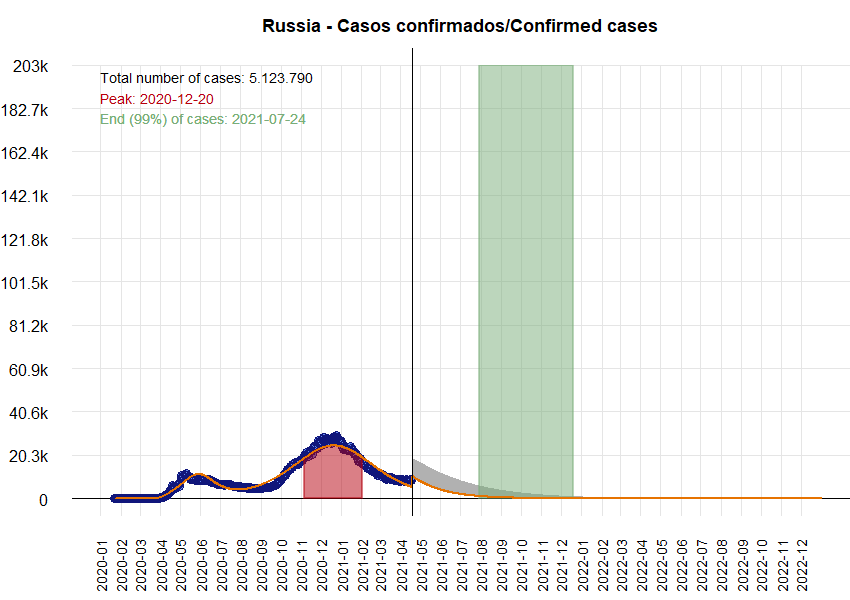 Russia - Casos confirmados/Confirmed cases
203k
182.7k
162.4k
142.1k
121.8k
101.5k
81.2k
60.9k
40.6k
20.3k
0
Total number of cases: 5.123.790
Peak: 2020-12-20
End (99%) of cases: 2021-07-24
2020-01
2020-02
2020-03
2020-04
2020-05
2020-06
2020-07
2020-08
2020-09
2020-10
2020-11
2020-12
2021-01
2021-02
2021-03
2021-04
2021-05
2021-06
2021-07
2021-08
2021-09
2021-10
2021-11
2021-12
2022-01
2022-02
2022-03
2022-04
2022-05
2022-06
2022-07
2022-08
2022-09
2022-10
2022-11
2022-12